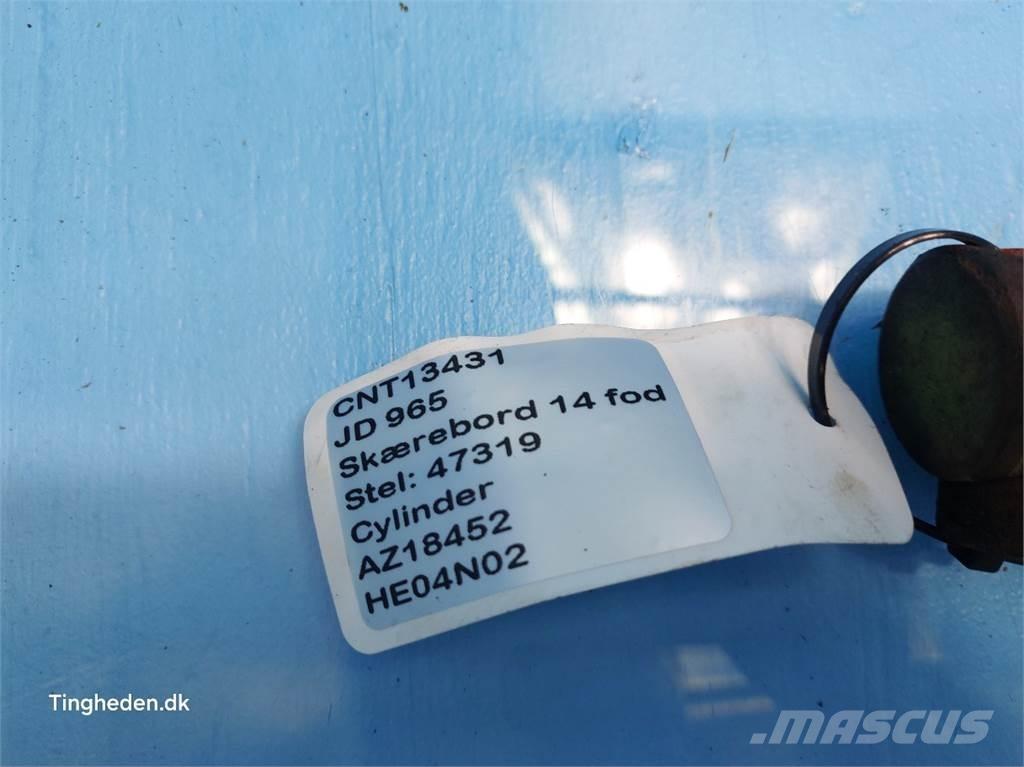 CNT13431
JD 965
Skærebord 14 fod
Stel: 47319
Cylinder
AZ18452
HE04N02
Tingheden.dk
MASCUS